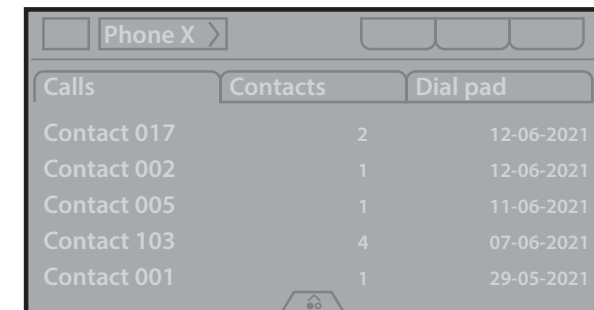 Phone X
Calls Contacts Dial pad
Contact 017 2 12-06-2021
Contact 002 1 12-06-2021
Contact 005 1 11-06-2021
Contact 103 4 07-06-2021
Contact 001 1 29-05-2021